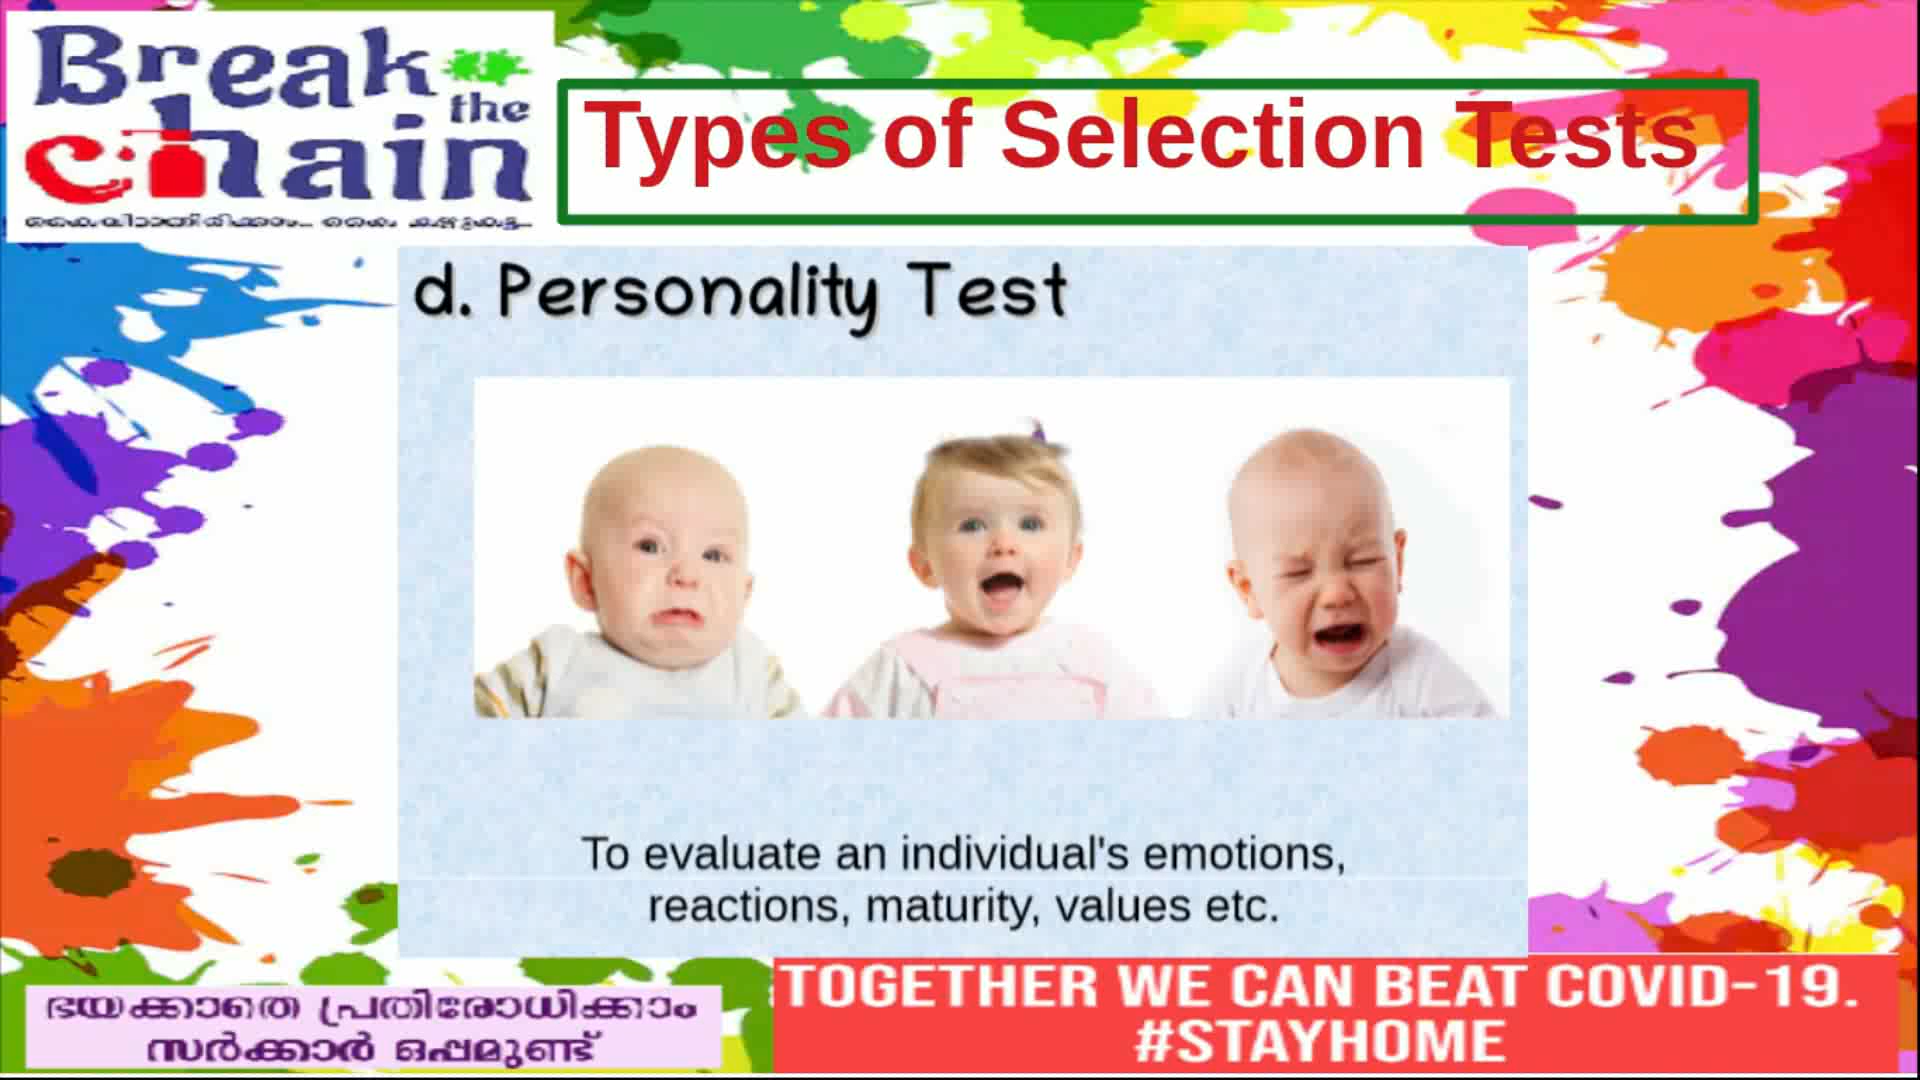 Break
the
chain
കൈവിടാതിരിക്കാം.. കൈ കഴുകൂ..
Types of Selection Tests
d. Personality Test
To evaluate an individual's emotions,
reactions, maturity, values etc.
ഭയക്കാതെ പ്രതിരോധിക്കാം
സർക്കാർ ഒപ്പമുണ്ട്
TOGETHER WE CAN BEAT COVID-19.
#STAYHOME